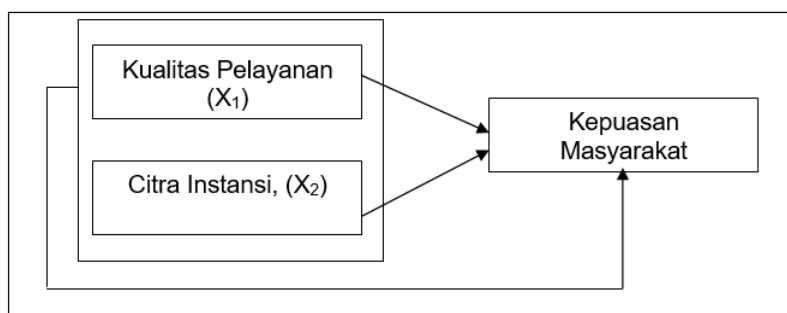 Kualitas Pelayanan
(X₁)
Kepuasan
Masyarakat
Citra Instansi, (X₂)